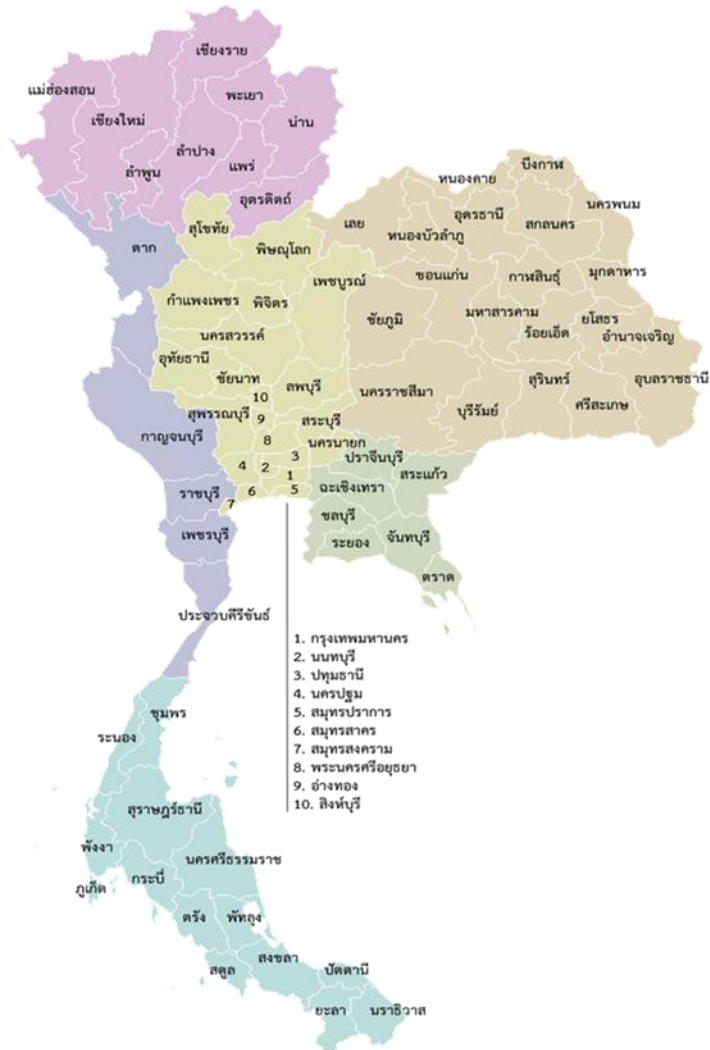 เชียงราย
แม่ฮ่องสอน
พะเยา
เชียงใหม่
น่าน
ลำปาง
แพร่
ลำพูน
อุตรดิตถ์
บึงกาฬ
หนองคาย
นครพนม
เลย
อุดรธานี
สกลนคร
หนองบัวลำภู
สุโขทัย
ตาก
พิษณุโลก
เพชบูรณ์
ขอนแก่น
กาฬสินธุ์
มุกดาหาร
กำแพงเพชร
พิจิตร
ชัยภูมิ
มหาสารคาม
ยโสธร
ร้อยเอ็ด
อำนาจเจริญ
นครสวรรค์
อุทัยธานี
ชัยนาท
ลพบุรี
นครราชสีมา
สุรินทร์
อุบลราชธานี
บุรีรัมย์
ศรีสะเกษ
10
สุพรรณบุรี
9
สระบุรี
8
นครนายก
กาญจนบุรี
3
ปราจีนบุรี
4
2
1
สระแก้ว
5
6
7
ราชบุรี
ฉะเชิงเทรา
ชลบุรี
เพชรบุรี
ระยอง
จันทบุรี
ตราด
ประจวบคีรีขันธ์
1. กรุงเทพมหานคร
2. นนทบุรี
3. ปทุมธานี
4. นครปฐม
5. สมุทรปราการ
6. สมุทรสาคร
7. สมุทรสงคราม
8. พระนครศรีอยุธยา
9. อ่างทอง
10. สิงห์บุรี
ชุมพร
ระนอง
สุราษฎร์ธานี
พังงา
นครศรีธรรมราช
กระบี่
ภูเก็ต
ตรัง
พัทลุง
สงขลา
สตูล
ปัตตานี
ยะลา
นราธิวาส